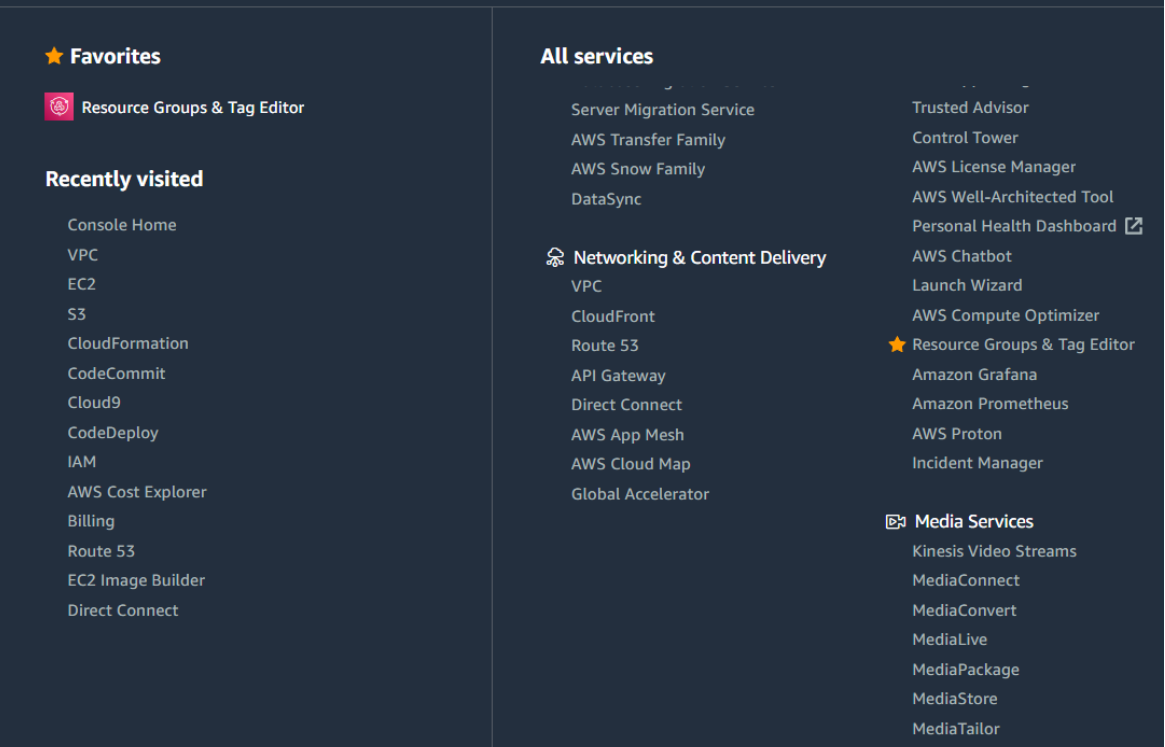 Favorites
Resource Groups & Tag Editor
Recently visited
Console Home
VPC
EC2
S3
CloudFormation
CodeCommit
Cloud9
CodeDeploy
IAM
AWS Cost Explorer
Billing
Route 53
EC2 Image Builder
Direct Connect
All services
Server Migration Service
AWS Transfer Family
AWS Snow Family
DataSync
Networking & Content Delivery
VPC
CloudFront
Route 53
API Gateway
Direct Connect
AWS App Mesh
AWS Cloud Map
Global Accelerator
Trusted Advisor
Control Tower
AWS License Manager
AWS Well-Architected Tool
Personal Health Dashboard
AWS Chatbot
Launch Wizard
AWS Compute Optimizer
Resource Groups & Tag Editor
Amazon Grafana
Amazon Prometheus
AWS Proton
Incident Manager
Media Services
Kinesis Video Streams
MediaConnect
MediaConvert
MediaLive
MediaPackage
MediaStore
MediaTailor